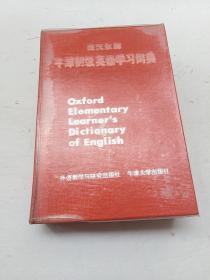 英汉双解
牛津初级英语学习词典
Oxford
Elementary
Learner's
Dictionary
of English
外语教学与研究出版社 牛津大学出版社